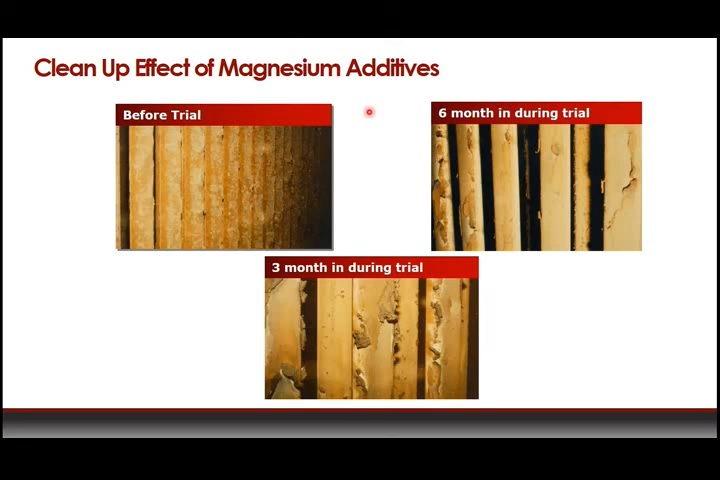 Clean Up Effect of Magnesium Additives
Before Trial
6 month in during trial
3 month in during trial